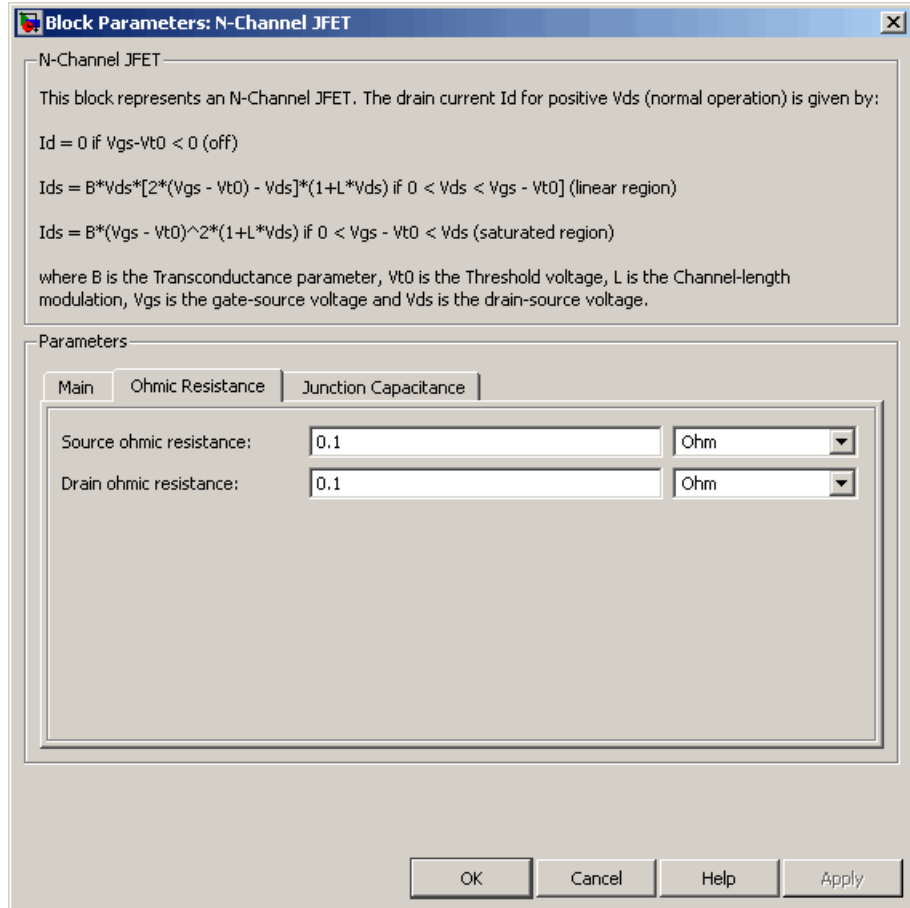 Block Parameters: N-Channel JFET
N-Channel JFET
This block represents an N-Channel JFET. The drain current Id for positive Vds (normal operation) is given by:
Id = 0 if Vgs-Vt0 < 0 (off)
Ids = B*Vds*[2*(Vgs - Vt0) - Vds]*(1+L*Vds) if 0 < Vds < Vgs - Vt0] (linear region)
Ids = B*(Vgs - Vt0)^2*(1+L*Vds) if 0 < Vgs - Vt0 < Vds (saturated region)
where B is the Transconductance parameter, Vt0 is the Threshold voltage, L is the Channel-length
modulation, Vgs is the gate-source voltage and Vds is the drain-source voltage.
Parameters
Main Ohmic Resistance Junction Capacitance
Source ohmic resistance: 0.1 Ohm
Drain ohmic resistance: 0.1 Ohm
OK Cancel Help Apply